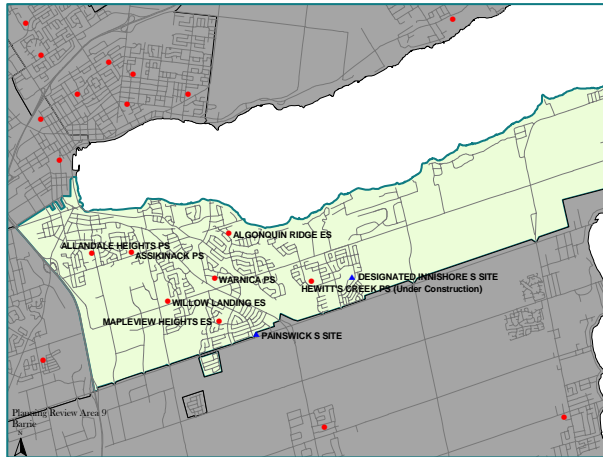 ALGONQUIN RIDGE ES
ALLANDALE HEIGHTS PS
ASSIKINACK PS
WARNICA PS
DESIGNATED INNISHORE S SITE
HEWITT'S CREEK PS (Under Construction)
WILLOW LANDING ES
MAPLEVIEW HEIGHTS ES
PAINSWICK S SITE
Planning Review Area 9
Barrie
N